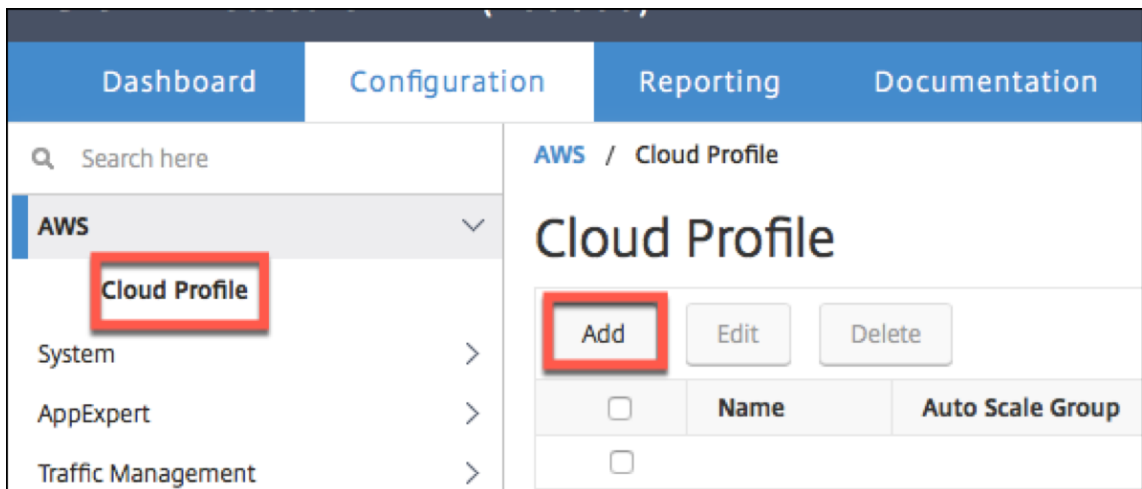 Dashboard Configuration Reporting Documentation
Search here
AWS / Cloud Profile
AWS
Cloud Profile
Cloud Profile
Add Edit Delete
System
AppExpert
Name Auto Scale Group
Traffic Management